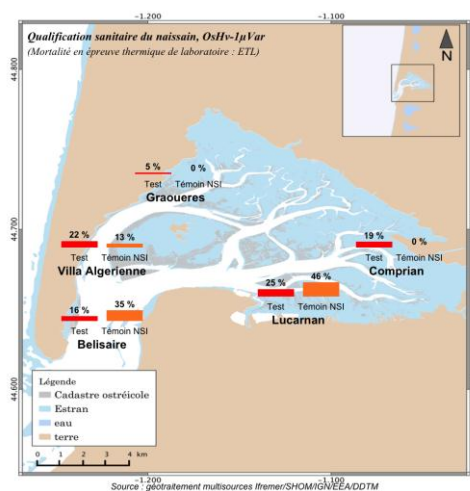 -1.200 -1.100
Qualification sanitaire du naissain, OsHv-1µVar
(Mortalité en épreuve thermique de laboratoire : ETL)
N
44.800
5 % 0 %
Test Témoin NSI
Graoueres
44.700
22 % 13 %
Test Témoin NSI
Villa Algerienne
19 % 0 %
Test Témoin NSI
Comprian
25 % 46 %
Test Témoin NSI
Lucarnan
16 % 35 %
Test Témoin NSI
Belisaire
44.600
Légende
Cadastre ostréicole
Estran
eau
terre
0 1 2 3 4 km
-1.200 -1.100
Source : géotraitement multisources Ifremer/SHOM/IGN/EEA/DDTM